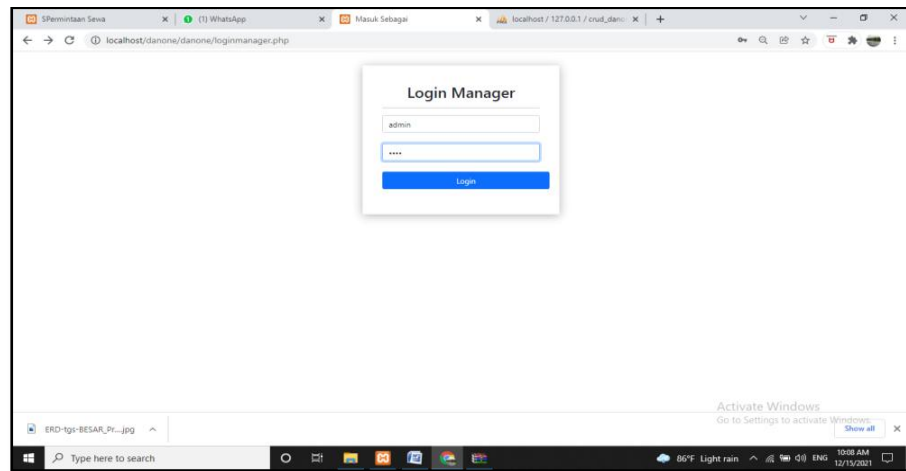 SPermintaan Sewa
(1) WhatsApp
Masuk Sebagai
localhost / 127.0.0.1 / crud_dano
localhost/danone/danone/loginmanager.php
Login Manager
admin
••••
Login
Activate Windows
Go to Settings to activate Windows.
ERD-tgs-BESAR_Pr....jpg
Show all
Type here to search
86°F Light rain
ENG
10:08 AM
12/15/2021